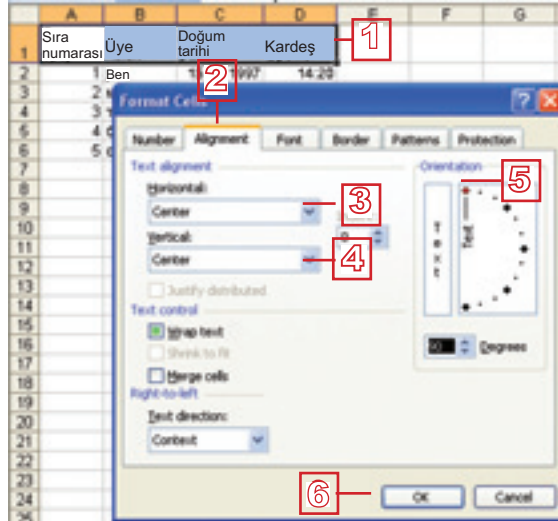 A B C D E F G
1 Sıra numarası Üye Doğum tarihi Kardeş 1
2 1 Ben 1997 14:20
2
3 2
4 3
5 4
6 5
7
8
9
10
11
12
13
14
15
16
17
18
19
20
21
22
23
24
25
Format Cells
Number Alignment Font Border Patterns Protection
Text alignment
Horizontal:
Center 3
Vertical:
Center 4
0
Justify distributed
Text control
Wrap text
Shrink to fit
Merge cells
Right-to-left
Text direction:
Context
Orientation
5
Text
Text
90 Degrees
6 OK Cancel